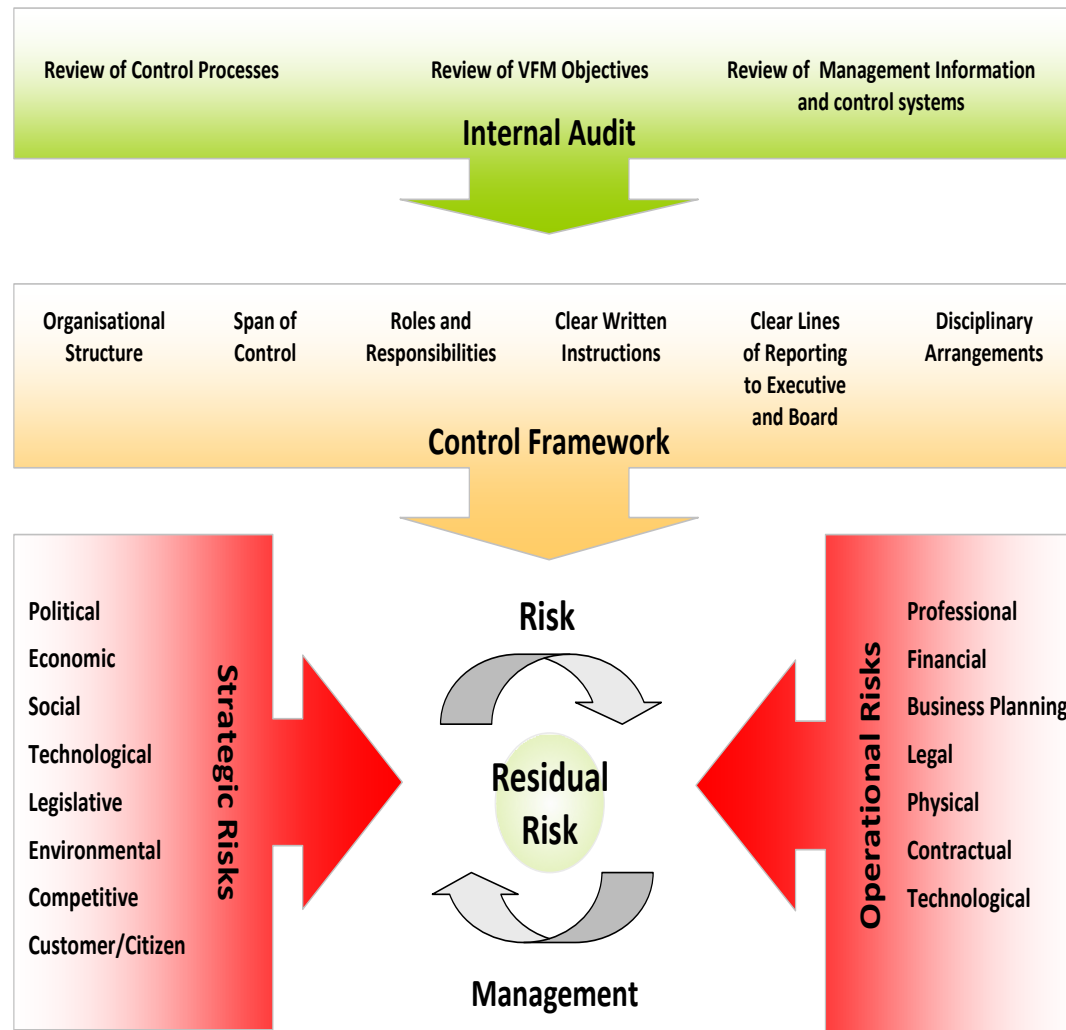 Review of Control Processes
Review of VFM Objectives
Review of Management Information
and control systems
Internal Audit
Organisational
Structure
Span of
Control
Roles and
Responsibilities
Clear Written
Instructions
Clear Lines
of Reporting
to Executive
and Board
Disciplinary
Arrangements
Control Framework
Strategic Risks
Political
Economic
Social
Technological
Legislative
Environmental
Competitive
Customer/Citizen
Risk
Residual
Risk
Management
Operational Risks
Professional
Financial
Business Planning
Legal
Physical
Contractual
Technological